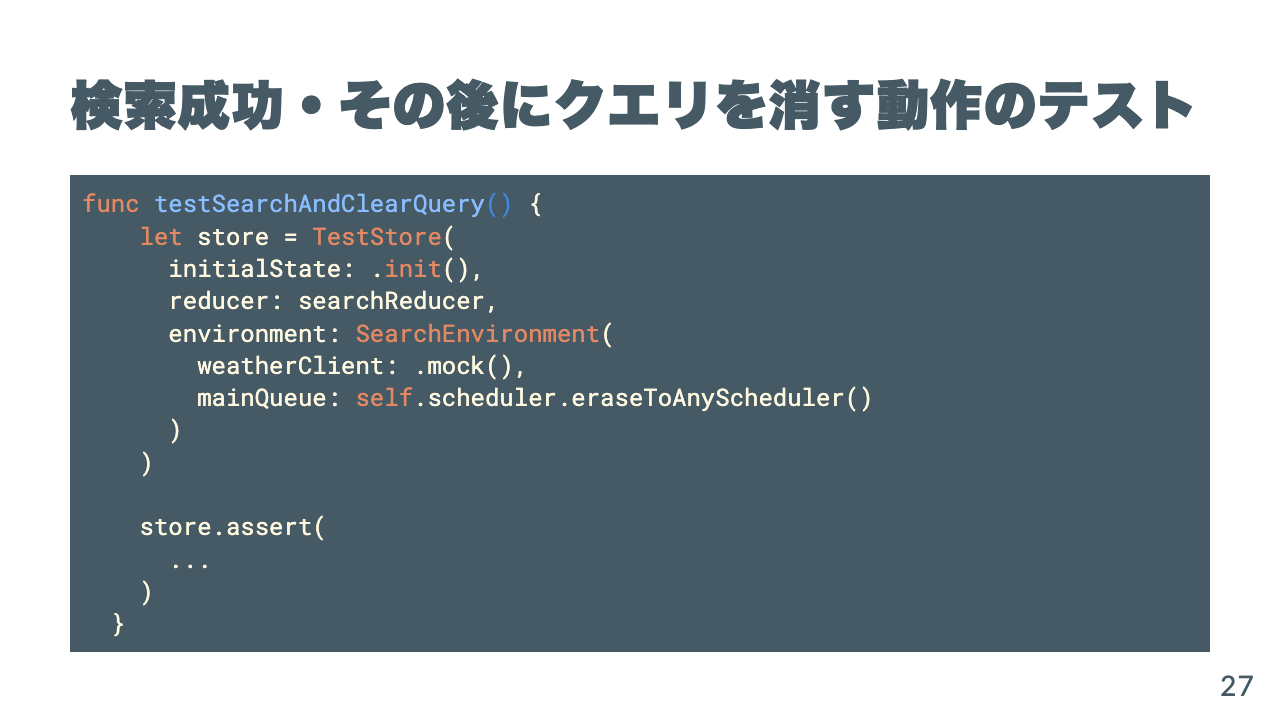 検索成功・その後にクエリを消す動作のテスト
func testSearchAndClearQuery() {
    let store = TestStore(
      initialState: .init(),
      reducer: searchReducer,
      environment: SearchEnvironment(
        weatherClient: .mock(),
        mainQueue: self.scheduler.eraseToAnyScheduler()
      )
    )

    store.assert(
      ...
    )
  }
27